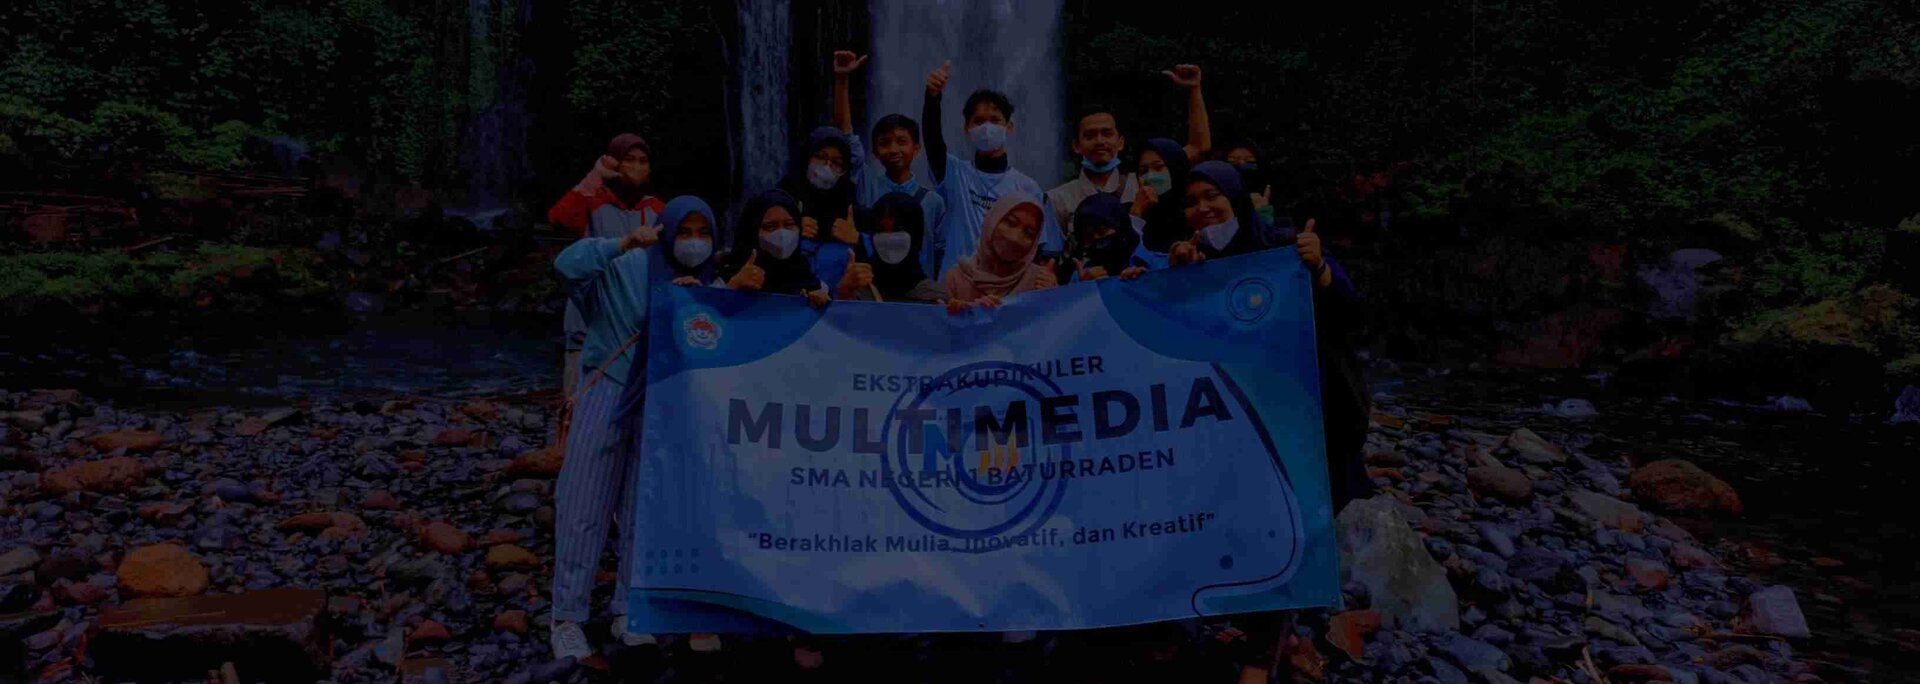 EKSTRAKURIKULER
MULTIMEDIA
SMA NEGERI 1 BATURRADEN
“Berakhlak Mulia, Inovatif, dan Kreatif”